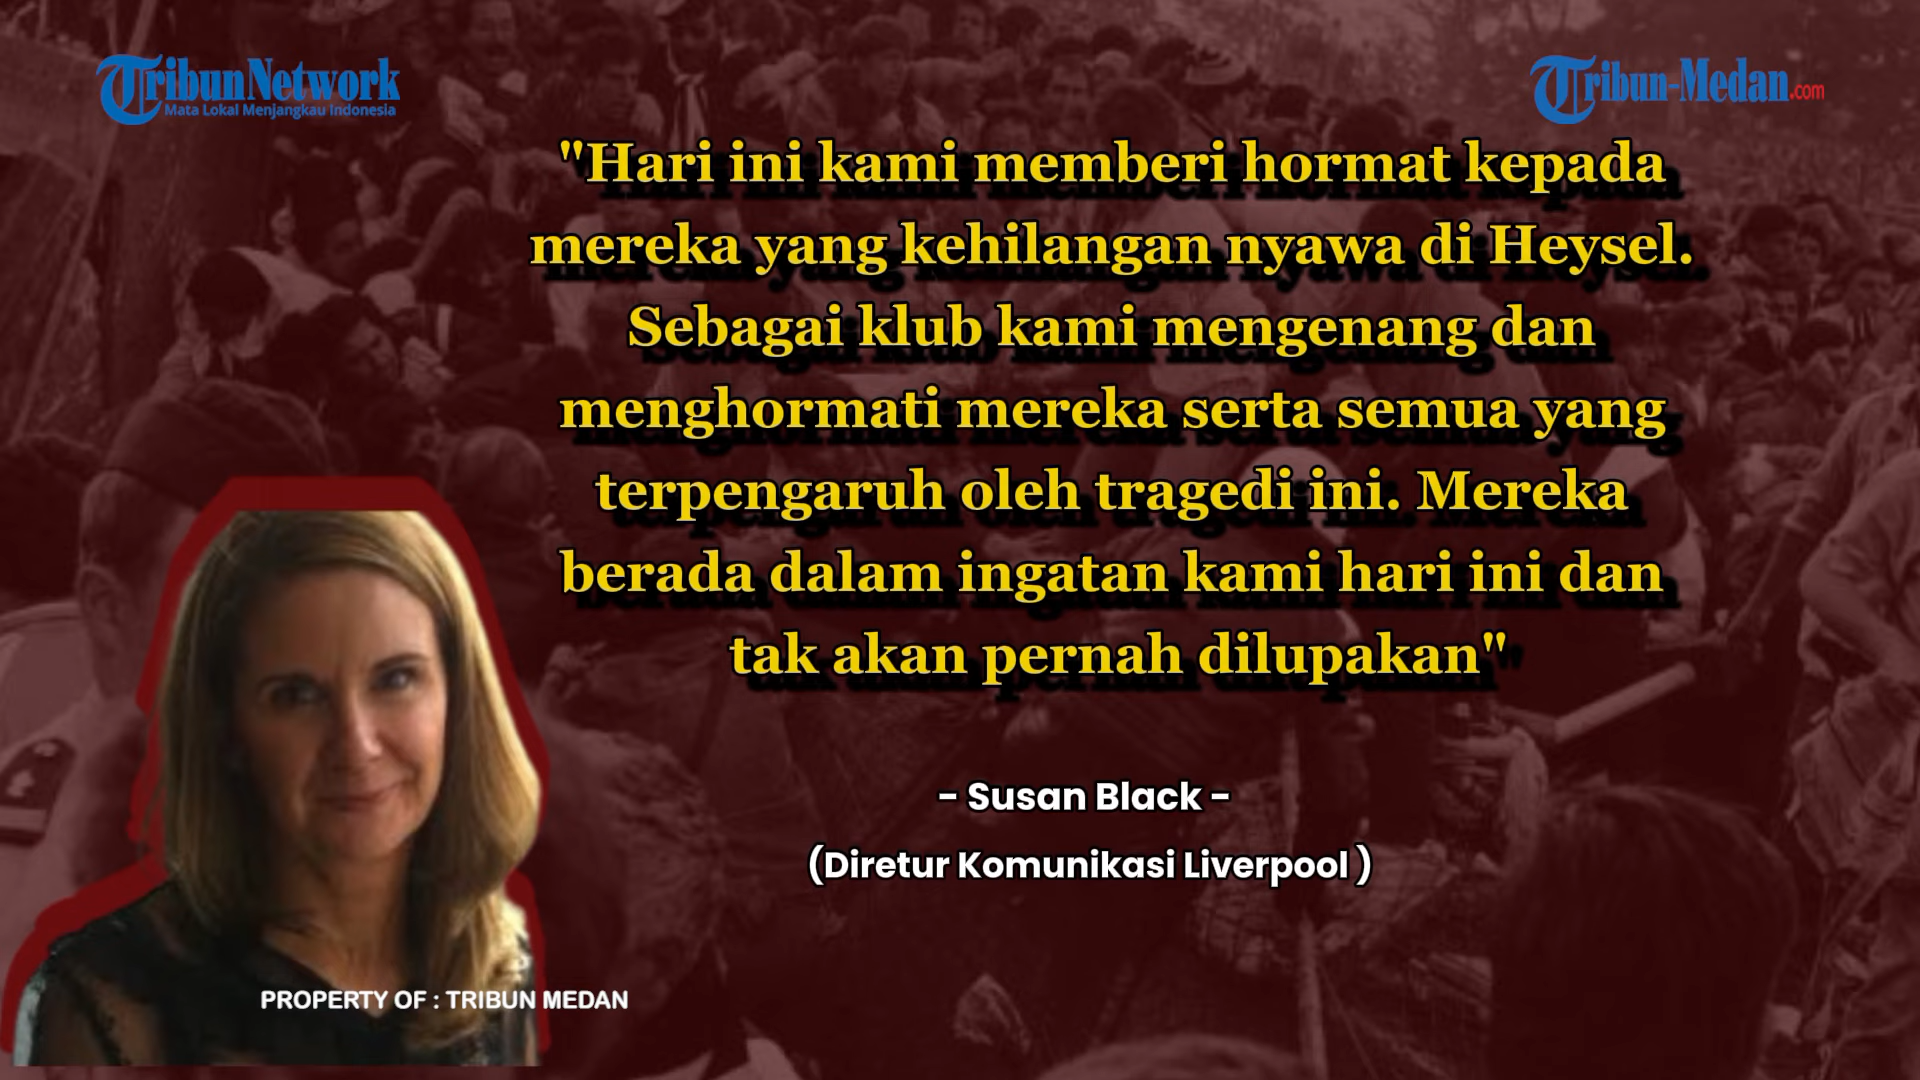 TribunNetwork
Mata Lokal Menjangkau Indonesia
Tribun-Medan.com
"Hari ini kami memberi hormat kepada
mereka yang kehilangan nyawa di Heysel.
Sebagai klub kami mengenang dan
menghormati mereka serta semua yang
terpengaruh oleh tragedi ini. Mereka
berada dalam ingatan kami hari ini dan
tak akan pernah dilupakan"
- Susan Black -
(Diretur Komunikasi Liverpool )
PROPERTY OF : TRIBUN MEDAN